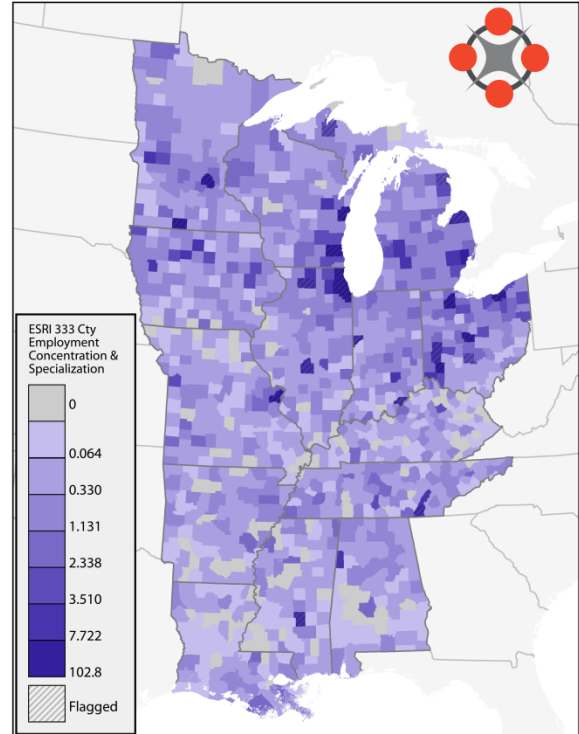 ESRI 333 Cty
Employment
Concentration &
Specialization
0
0.064
0.330
1.131
2.338
3.510
7.722
102.8
Flagged